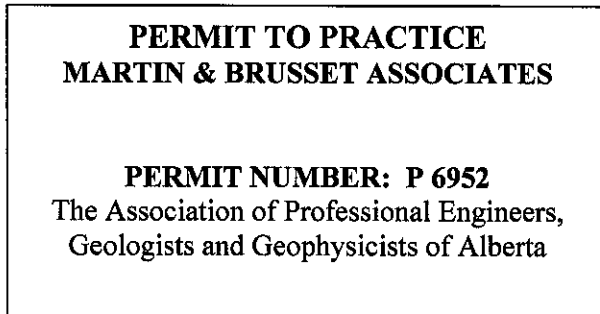 PERMIT TO PRACTICE
MARTIN & BRUSSET ASSOCIATES
PERMIT NUMBER: P 6952
The Association of Professional Engineers,
Geologists and Geophysicists of Alberta